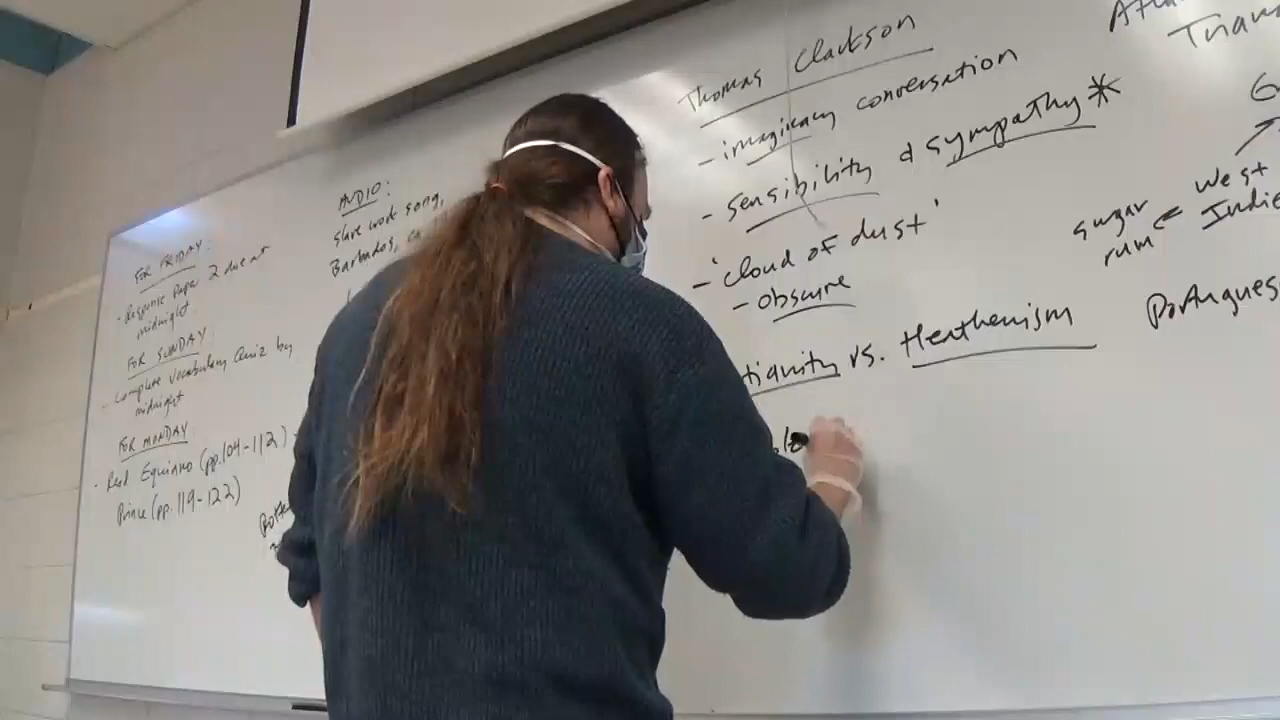 FOR FRIDAY:
- Response Paper 2 due at
midnight
FOR SUNDAY
- Complete vocabulary Quiz by
midnight
FOR MONDAY
- Read Equiano (pp. 104-112)
Prince (pp. 119-122)
AUDIO:
slave work song,
Barbados,
Thomas Clarkson
- imaginary conversation
- sensibility & sympathy *
- 'cloud of dust'
- obscure
tianity vs. Heathenism
Trian
West
Indie
sugar
rum
Portugues